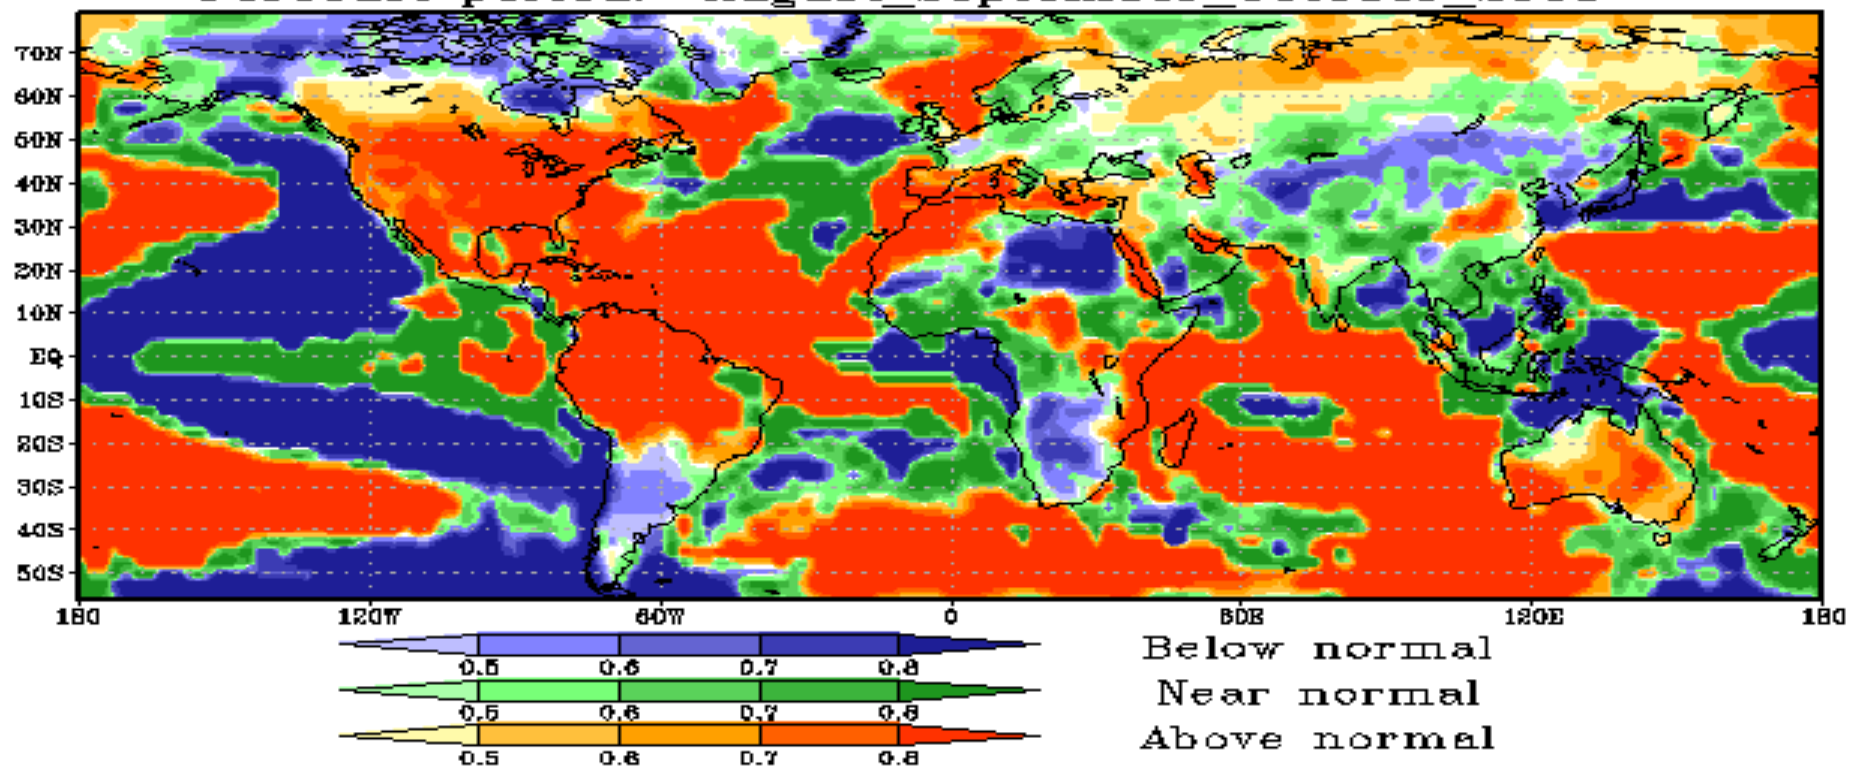 70N
60N
50N
40N
30N
20N
10N
EQ
10S
20S
30S
40S
50S
180 120W 60W 0 60E 120E 180
0.5 0.6 0.7 0.8 Below normal
0.5 0.6 0.7 0.8 Near normal
0.5 0.6 0.7 0.8 Above normal